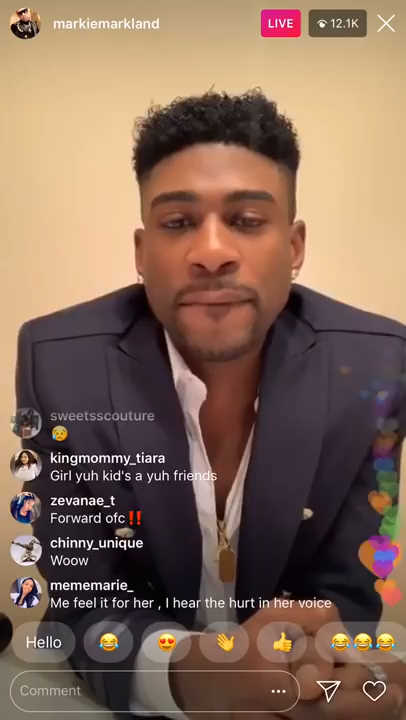 markiemarkland
LIVE
12.1K
sweetsscouture
😥
kingmommy_tiara
Girl yuh kid's a yuh friends
zevanae_t
Forward ofc‼️
chinny_unique
Woow
mememarie_
Me feel it for her , I hear the hurt in her voice
Hello 😂 😍 👋 👍 😂😂😂
Comment